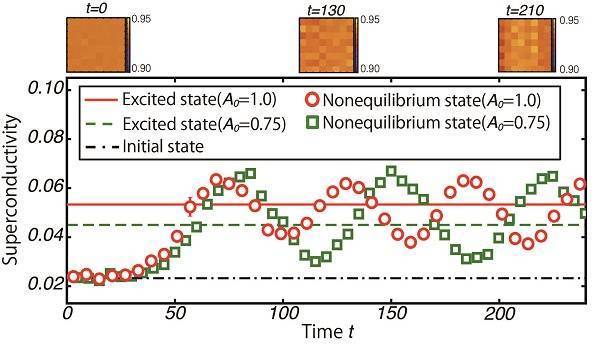 t=0
t=130
t=210
0.95
0.90
0.95
0.90
0.95
0.90
0.10
0.08
0.06
0.04
0.02
Superconductivity
Excited state(A₀=1.0)
Nonequilibrium state(A₀=1.0)
Excited state(A₀=0.75)
Nonequilibrium state(A₀=0.75)
Initial state
0
50
100
150
200
Time t